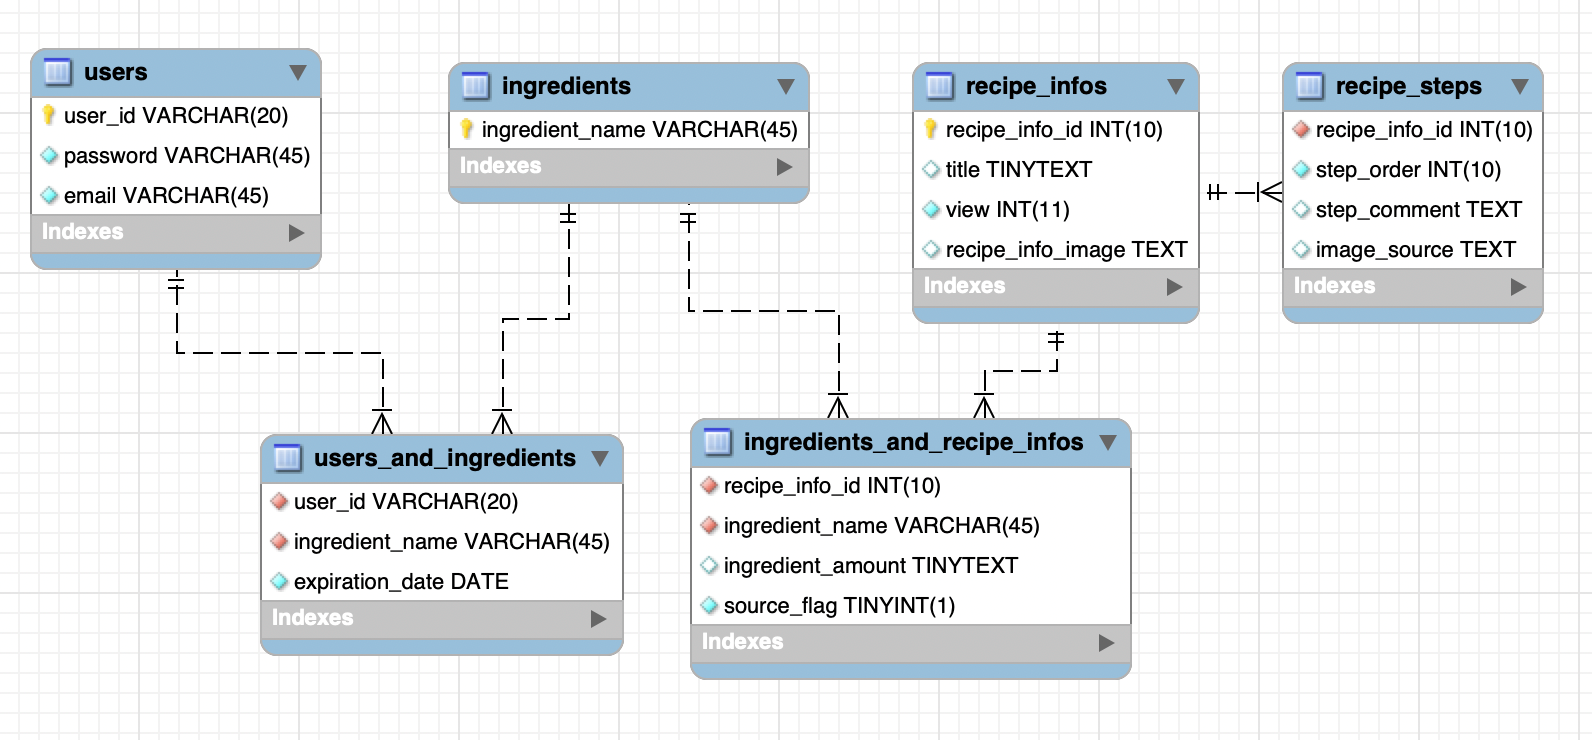 users
user_id VARCHAR(20)
password VARCHAR(45)
email VARCHAR(45)
Indexes
ingredients
ingredient_name VARCHAR(45)
Indexes
recipe_infos
recipe_info_id INT(10)
title TINYTEXT
view INT(11)
recipe_info_image TEXT
Indexes
recipe_steps
recipe_info_id INT(10)
step_order INT(10)
step_comment TEXT
image_source TEXT
Indexes
users_and_ingredients
user_id VARCHAR(20)
ingredient_name VARCHAR(45)
expiration_date DATE
Indexes
ingredients_and_recipe_infos
recipe_info_id INT(10)
ingredient_name VARCHAR(45)
ingredient_amount TINYTEXT
source_flag TINYINT(1)
Indexes